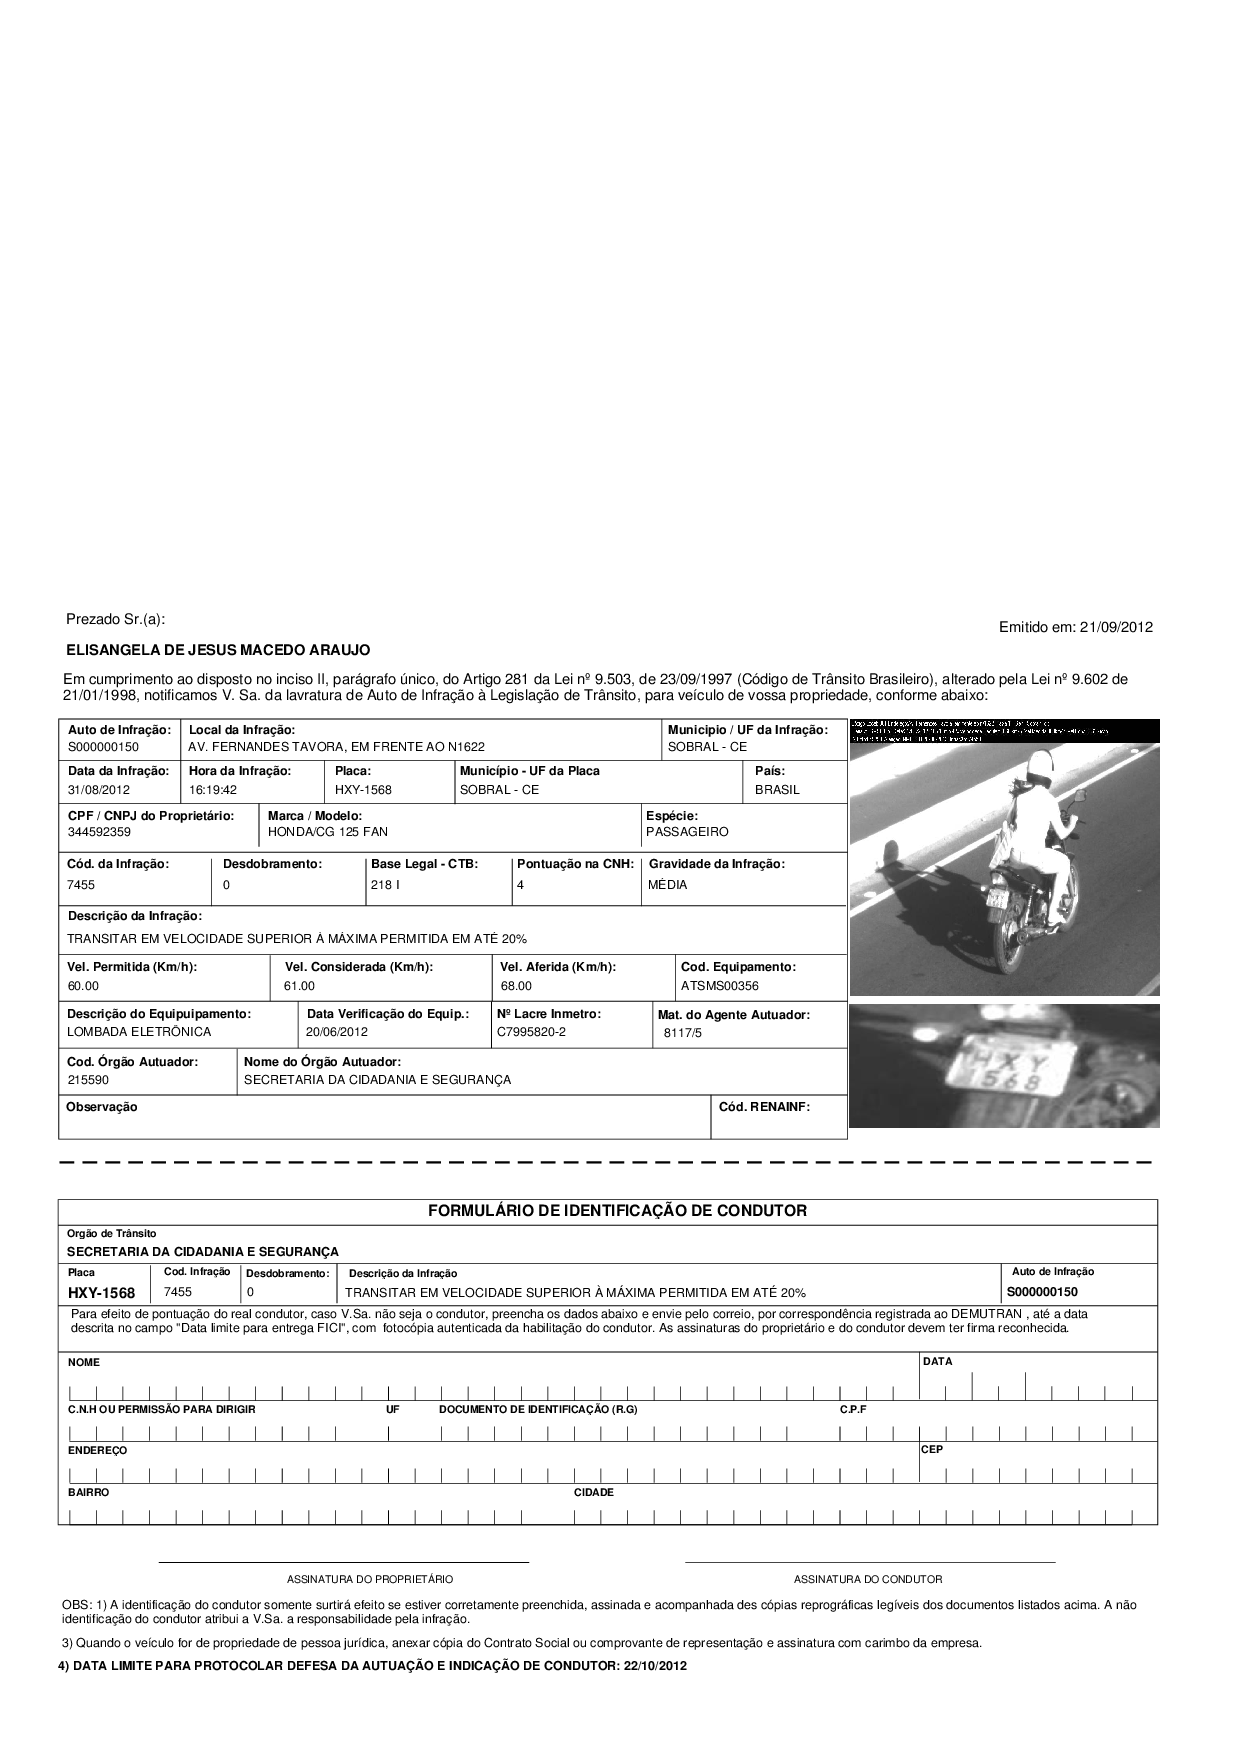 Prezado Sr.(a):
Emitido em: 21/09/2012
ELISANGELA DE JESUS MACEDO ARAUJO
Em cumprimento ao disposto no inciso II, parágrafo único, do Artigo 281 da Lei nº 9.503, de 23/09/1997 (Código de Trânsito Brasileiro), alterado pela Lei nº 9.602 de
21/01/1998, notificamos V. Sa. da lavratura de Auto de Infração à Legislação de Trânsito, para veículo de vossa propriedade, conforme abaixo:
Auto de Infração: Local da Infração: Municipio / UF da Infração:
S000000150 AV. FERNANDES TAVORA, EM FRENTE AO N1622 SOBRAL - CE
Data da Infração: Hora da Infração: Placa: Município - UF da Placa País:
31/08/2012 16:19:42 HXY-1568 SOBRAL - CE BRASIL
CPF / CNPJ do Proprietário: Marca / Modelo: Espécie:
344592359 HONDA/CG 125 FAN PASSAGEIRO
Cód. da Infração: Desdobramento: Base Legal - CTB: Pontuação na CNH: Gravidade da Infração:
7455 0 218 I 4 MÉDIA
Descrição da Infração:
TRANSITAR EM VELOCIDADE SUPERIOR À MÁXIMA PERMITIDA EM ATÉ 20%
Vel. Permitida (Km/h): Vel. Considerada (Km/h): Vel. Aferida (Km/h): Cod. Equipamento:
60.00 61.00 68.00 ATSMS00356
Descrição do Equipuipamento: Data Verificação do Equip.: Nº Lacre Inmetro: Mat. do Agente Autuador:
LOMBADA ELETRÔNICA 20/06/2012 C7995820-2 8117/5
Cod. Órgão Autuador: Nome do Órgão Autuador:
215590 SECRETARIA DA CIDADANIA E SEGURANÇA
Observação Cód. RENAINF:
HXY
1568
FORMULÁRIO DE IDENTIFICAÇÃO DE CONDUTOR
Orgão de Trânsito
SECRETARIA DA CIDADANIA E SEGURANÇA
Placa Cod. Infração Desdobramento: Descrição da Infração Auto de Infração
HXY-1568 7455 0 TRANSITAR EM VELOCIDADE SUPERIOR À MÁXIMA PERMITIDA EM ATÉ 20% S000000150
Para efeito de pontuação do real condutor, caso V.Sa. não seja o condutor, preencha os dados abaixo e envie pelo correio, por correspondência registrada ao DEMUTRAN , até a data
descrita no campo "Data limite para entrega FICI", com fotocópia autenticada da habilitação do condutor. As assinaturas do proprietário e do condutor devem ter firma reconhecida.
NOME DATA
C.N.H OU PERMISSÃO PARA DIRIGIR UF DOCUMENTO DE IDENTIFICAÇÃO (R.G) C.P.F
ENDEREÇO CEP
BAIRRO CIDADE
ASSINATURA DO PROPRIETÁRIO ASSINATURA DO CONDUTOR
OBS: 1) A identificação do condutor somente surtirá efeito se estiver corretamente preenchida, assinada e acompanhada des cópias reprográficas legíveis dos documentos listados acima. A não
identificação do condutor atribui a V.Sa. a responsabilidade pela infração.
3) Quando o veículo for de propriedade de pessoa jurídica, anexar cópia do Contrato Social ou comprovante de representação e assinatura com carimbo da empresa.
4) DATA LIMITE PARA PROTOCOLAR DEFESA DA AUTUAÇÃO E INDICAÇÃO DE CONDUTOR: 22/10/2012